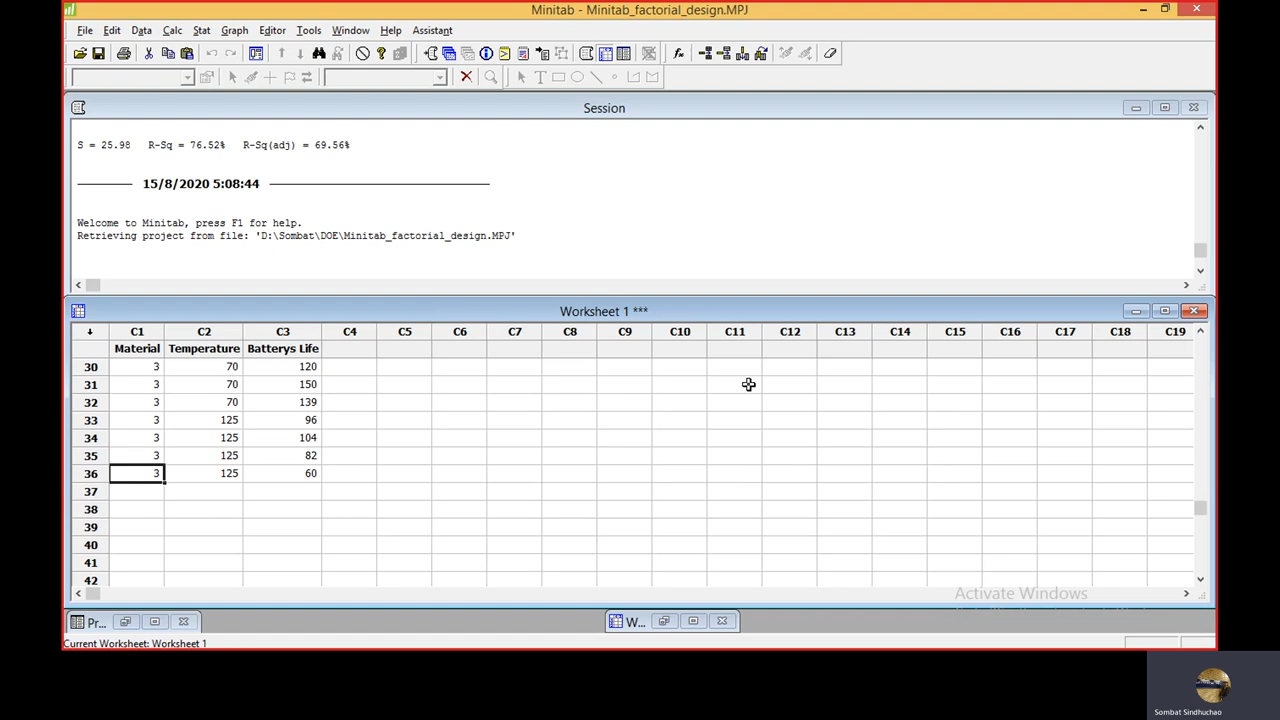 Minitab - Minitab_factorial_design.MPJ
File Edit Data Calc Stat Graph Editor Tools Window Help Assistant
Session
S = 25.98 R-Sq = 76.52% R-Sq(adj) = 69.56%
15/8/2020 5:08:44
Welcome to Minitab, press F1 for help.
Retrieving project from file: 'D:\Sombat\DOE\Minitab_factorial_design.MPJ'
Worksheet 1 ***
C1 C2 C3 C4 C5 C6 C7 C8 C9 C10 C11 C12 C13 C14 C15 C16 C17 C18 C19
Material Temperature Batterys Life
30 3 70 120
31 3 70 150
32 3 70 139
33 3 125 96
34 3 125 104
35 3 125 82
36 3 125 60
37
38
39
40
41
42
Activate Windows
Pr... W...
Current Worksheet: Worksheet 1
Sombat Sindhuchao